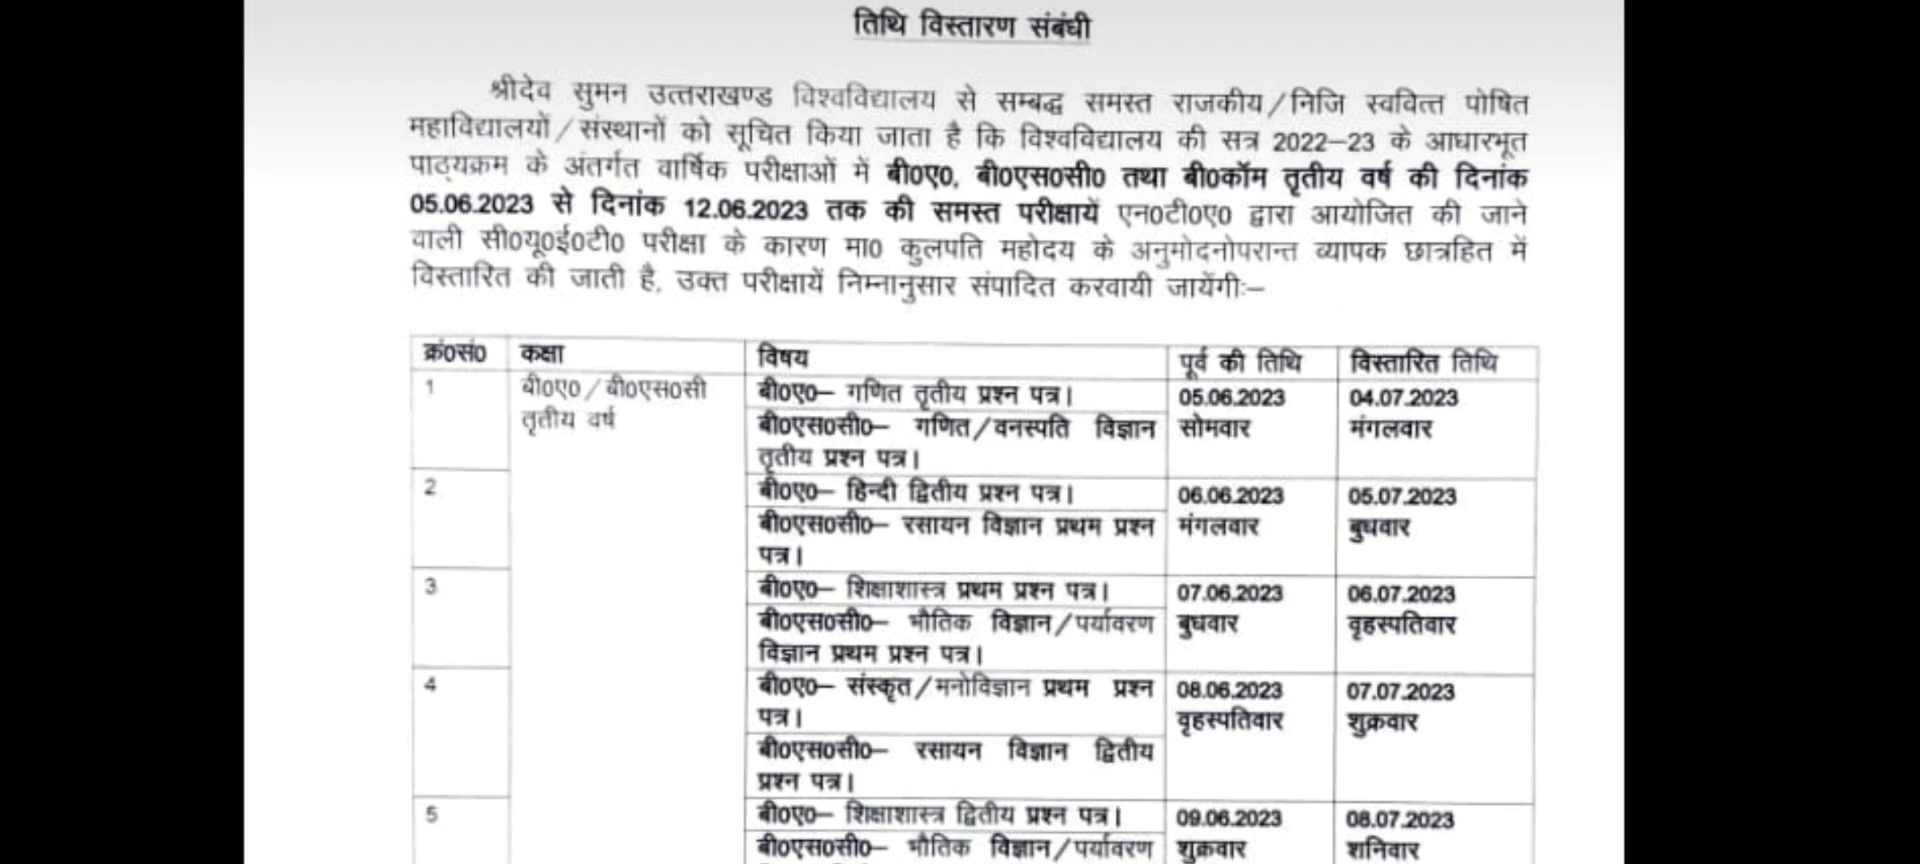 तिथि विस्तारण संबंधी
श्रीदेव सुमन उत्तराखण्ड विश्वविद्यालय से सम्बद्ध समस्त राजकीय/निजि स्ववित्त पोषित
महाविद्यालयों/संस्थानों को सूचित किया जाता है कि विश्वविद्यालय की सत्र 2022–23 के आधारभूत
पाठ्यक्रम के अंतर्गत वार्षिक परीक्षाओं में बी0ए0, बी0एस0सी0 तथा बी0कॉम तृतीय वर्ष की दिनांक
05.06.2023 से दिनांक 12.06.2023 तक की समस्त परीक्षायें एन0टी0ए0 द्वारा आयोजित की जाने
वाली सी0यू0ई0टी0 परीक्षा के कारण मा0 कुलपति महोदय के अनुमोदनोपरान्त व्यापक छात्रहित में
विस्तारित की जाती है, उक्त परीक्षायें निम्नानुसार संपादित करवायी जायेंगीः–
क्रं0सं0 कक्षा विषय पूर्व की तिथि विस्तारित तिथि
1 बी0ए0/बी0एस0सी बी0ए0– गणित तृतीय प्रश्न पत्र। 05.06.2023 04.07.2023
तृतीय वर्ष बी0एस0सी0– गणित/वनस्पति विज्ञान सोमवार मंगलवार
तृतीय प्रश्न पत्र।
2 बी0ए0– हिन्दी द्वितीय प्रश्न पत्र। 06.06.2023 05.07.2023
बी0एस0सी0– रसायन विज्ञान प्रथम प्रश्न मंगलवार बुधवार
पत्र।
3 बी0ए0– शिक्षाशास्त्र प्रथम प्रश्न पत्र। 07.06.2023 06.07.2023
बी0एस0सी0– भौतिक विज्ञान/पर्यावरण बुधवार वृहस्पतिवार
विज्ञान प्रथम प्रश्न पत्र।
4 बी0ए0– संस्कृत/मनोविज्ञान प्रथम प्रश्न 08.06.2023 07.07.2023
पत्र। वृहस्पतिवार शुक्रवार
बी0एस0सी0– रसायन विज्ञान द्वितीय
प्रश्न पत्र।
5 बी0ए0– शिक्षाशास्त्र द्वितीय प्रश्न पत्र। 09.06.2023 08.07.2023
बी0एस0सी0– भौतिक विज्ञान/पर्यावरण शुक्रवार शनिवार